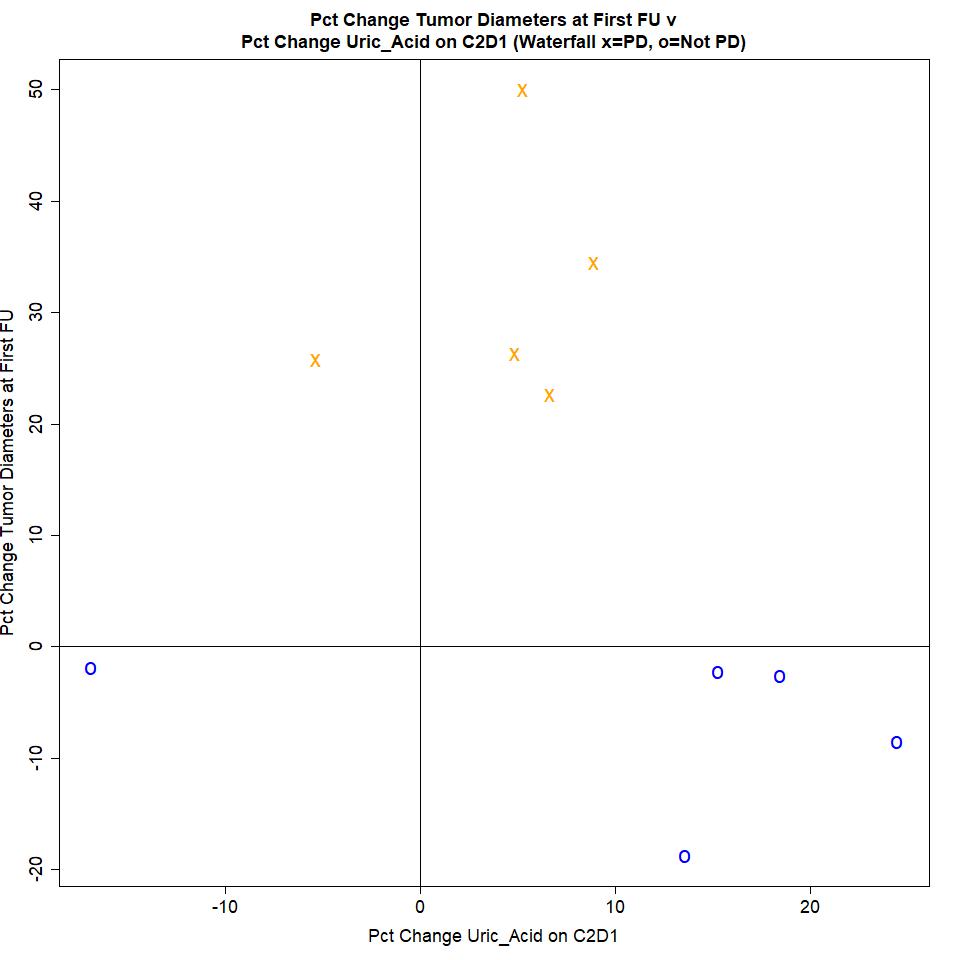 Pct Change Tumor Diameters at First FU v
Pct Change Uric_Acid on C2D1 (Waterfall x=PD, o=Not PD)
Pct Change Tumor Diameters at First FU
50
40
30
20
10
0
-10
-20
x
x
x
x
x
o
o
o
o
o
-10
0
10
20
Pct Change Uric_Acid on C2D1